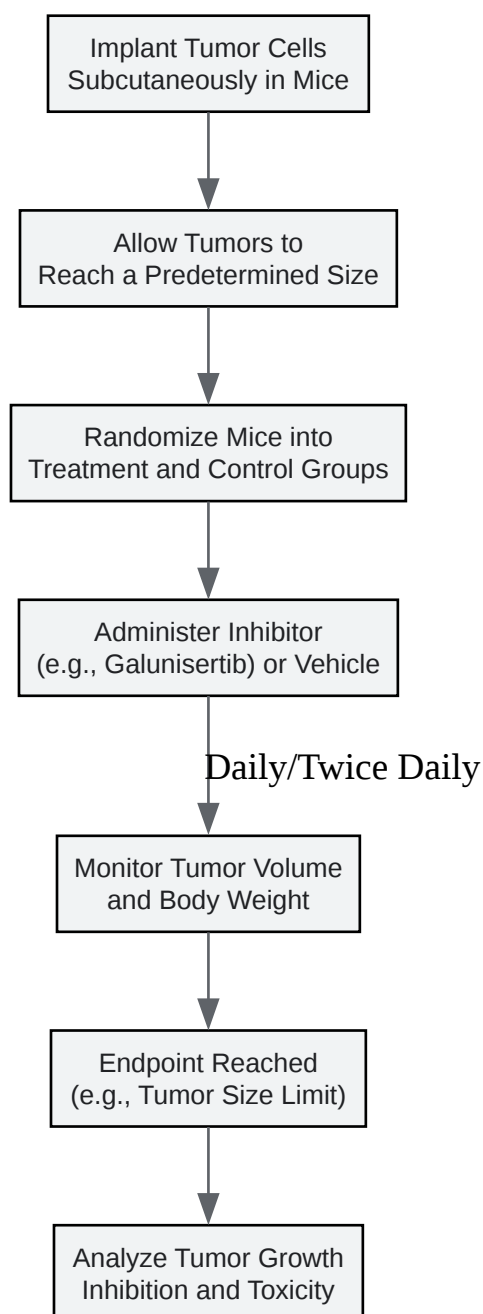 Implant Tumor Cells
Subcutaneously in Mice
Allow Tumors to
Reach a Predetermined Size
Randomize Mice into
Treatment and Control Groups
Administer Inhibitor
(e.g., Galunisertib) or Vehicle
Daily/Twice Daily
Monitor Tumor Volume
and Body Weight
Endpoint Reached
(e.g., Tumor Size Limit)
Analyze Tumor Growth
Inhibition and Toxicity